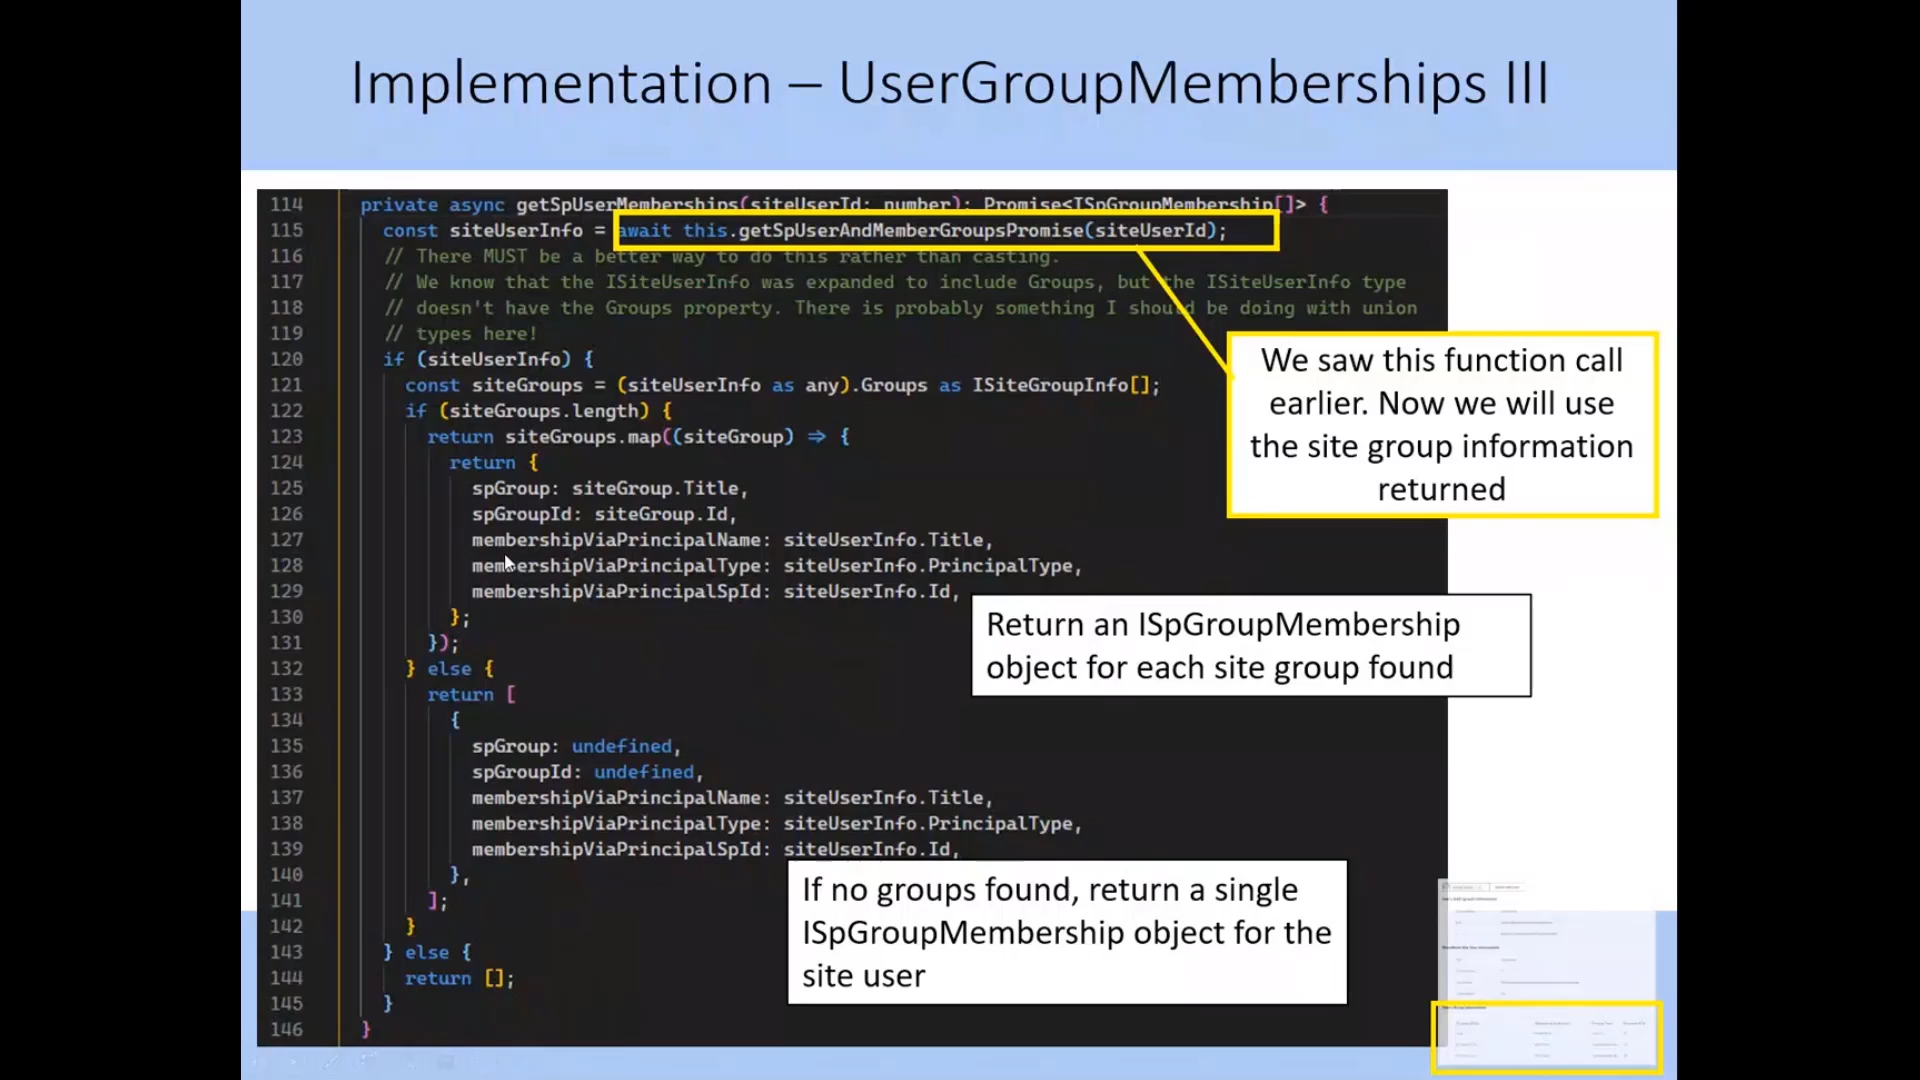 Implementation – UserGroupMemberships III
114 private async getSpUserMemberships(siteUserId: number): Promise<ISpGroupMembership[]> {
115 const siteUserInfo = await this.getSpUserAndMemberGroupsPromise(siteUserId);
116 // There MUST be a better way to do this rather than casting.
117 // We know that the ISiteUserInfo was expanded to include Groups, but the ISiteUserInfo type
118 // doesn't have the Groups property. There is probably something I should be doing with union
119 // types here!
120 if (siteUserInfo) {
121 const siteGroups = (siteUserInfo as any).Groups as ISiteGroupInfo[];
122 if (siteGroups.length) {
123 return siteGroups.map((siteGroup) => {
124 return {
125 spGroup: siteGroup.Title,
126 spGroupId: siteGroup.Id,
127 membershipViaPrincipalName: siteUserInfo.Title,
128 membershipViaPrincipalType: siteUserInfo.PrincipalType,
129 membershipViaPrincipalSpId: siteUserInfo.Id,
130 };
131 });
132 } else {
133 return [
134 {
135 spGroup: undefined,
136 spGroupId: undefined,
137 membershipViaPrincipalName: siteUserInfo.Title,
138 membershipViaPrincipalType: siteUserInfo.PrincipalType,
139 membershipViaPrincipalSpId: siteUserInfo.Id,
140 },
141 ];
142 }
143 } else {
144 return [];
145 }
146 }
We saw this function call
earlier. Now we will use
the site group information
returned
Return an ISpGroupMembership
object for each site group found
If no groups found, return a single
ISpGroupMembership object for the
site user